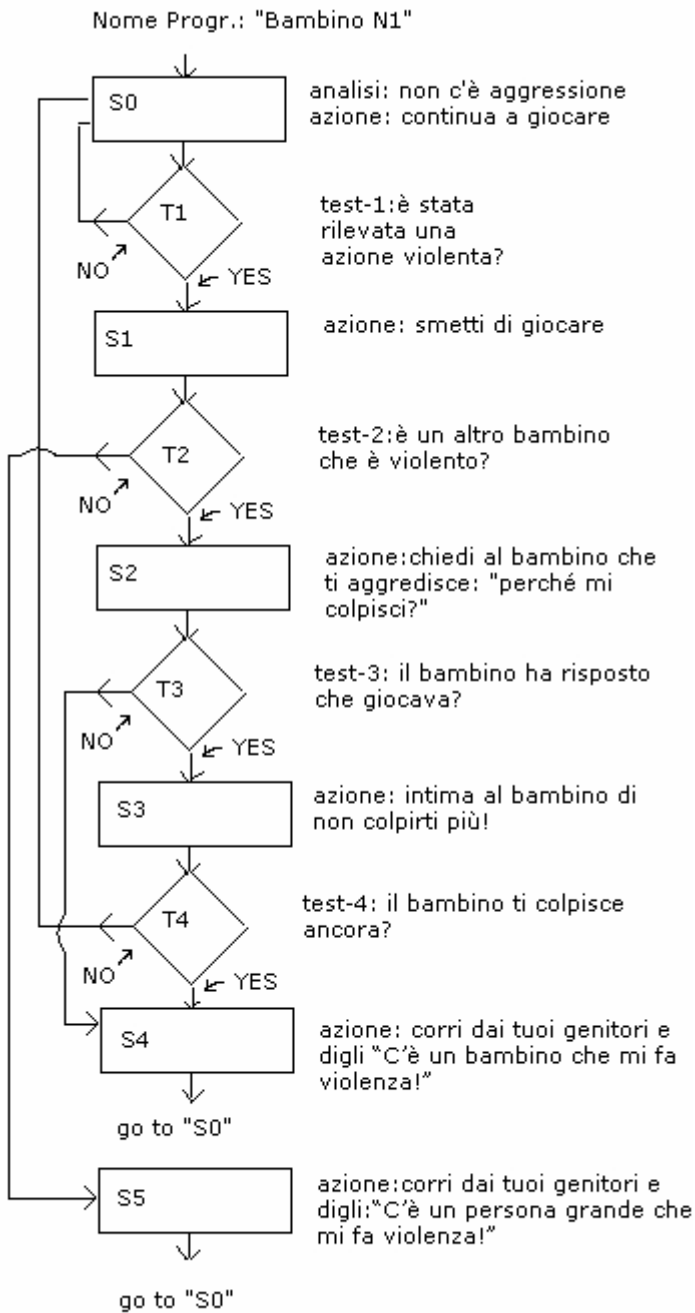 Nome Progr.: "Bambino N1"
S0
analisi: non c'è aggressione
azione: continua a giocare
T1
test-1:è stata
rilevata una
azione violenta?
NO
YES
S1
azione: smetti di giocare
T2
test-2:è un altro bambino
che è violento?
NO
YES
S2
azione:chiedi al bambino che
ti aggredisce: "perché mi
colpisci?"
T3
test-3: il bambino ha risposto
che giocava?
NO
YES
S3
azione: intima al bambino di
non colpirti più!
T4
test-4: il bambino ti colpisce
ancora?
NO
YES
S4
azione: corri dai tuoi genitori e
digli “C’è un bambino che mi fa
violenza!”
go to "S0"
S5
azione:corri dai tuoi genitori e
digli:“C’è un persona grande che
mi fa violenza!”
go to "S0"